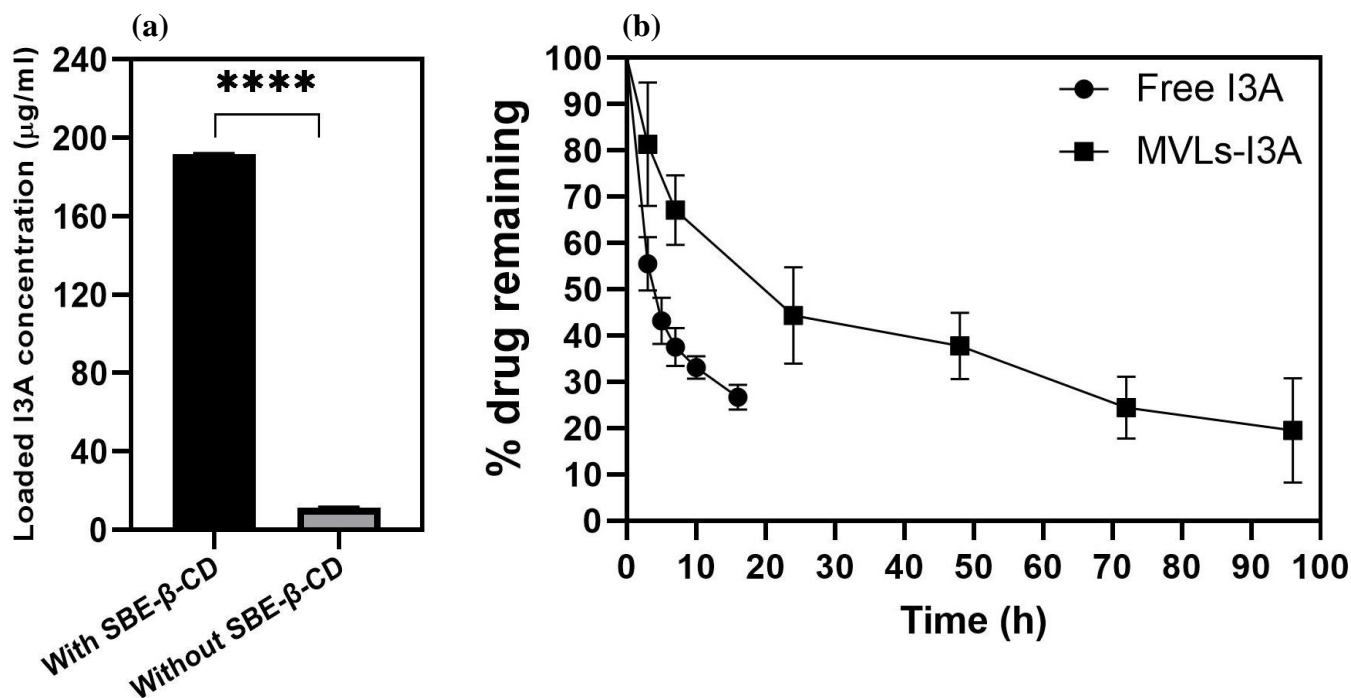 (a)
Loaded I3A concentration (μg/ml)
240
200
160
120
80
40
0
****
With SBE-β-CD
Without SBE-β-CD
(b)
% drug remaining
100
90
80
70
60
50
40
30
20
10
0
Free I3A
MVLs-I3A
0 10 20 30 40 50 60 70 80 90 100
Time (h)